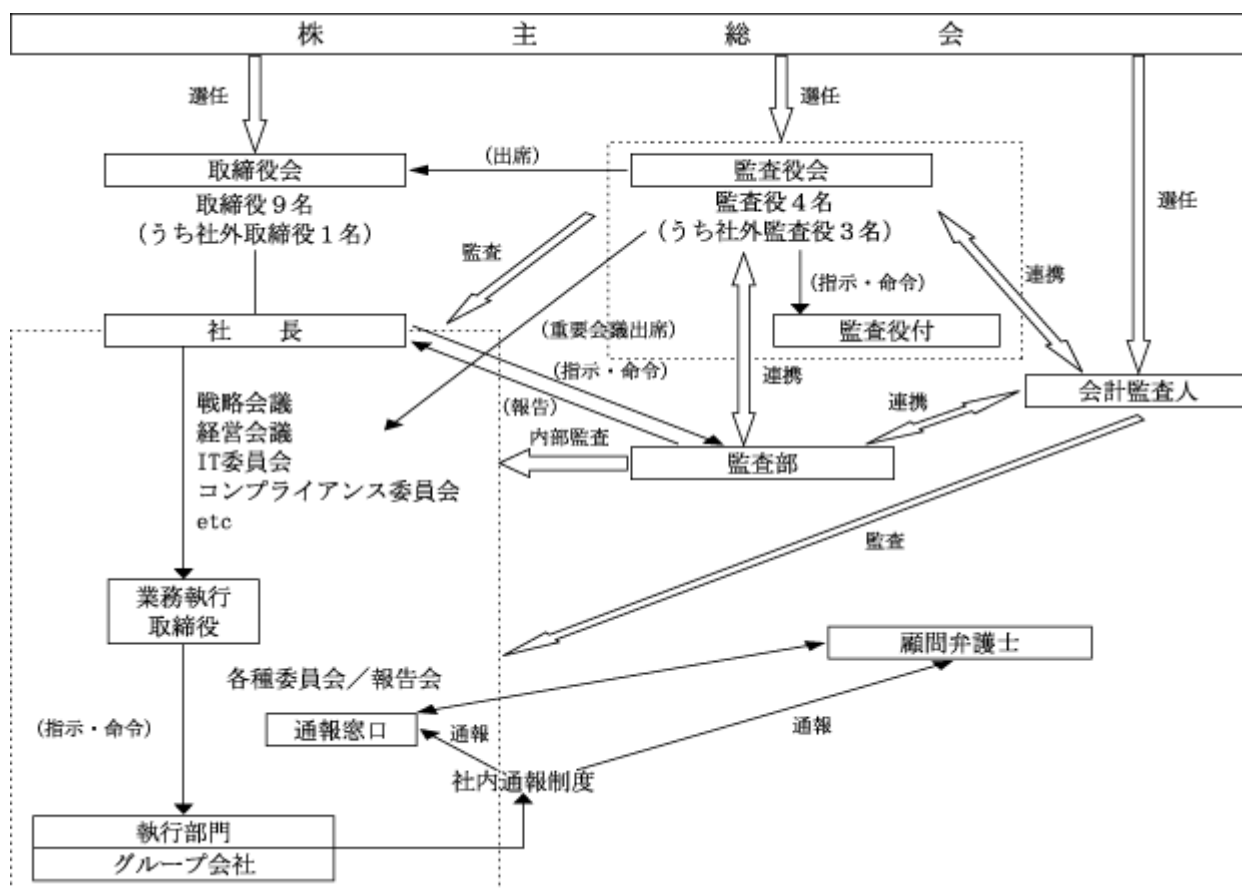 株主総会
選任
選任
選任
取締役会
(出席)
監査役会
取締役9名
(うち社外取締役1名)
監査役4名
(うち社外監査役3名)
監査
(指示・命令)
連携
社長
(重要会議出席)
監査役付
(指示・命令)
連携
会計監査人
戦略会議
経営会議
IT委員会
コンプライアンス委員会
etc
(報告)
連携
内部監査
監査部
監査
業務執行
取締役
顧問弁護士
各種委員会/報告会
(指示・命令)
通報窓口
通報
通報
社内通報制度
執行部門
グループ会社